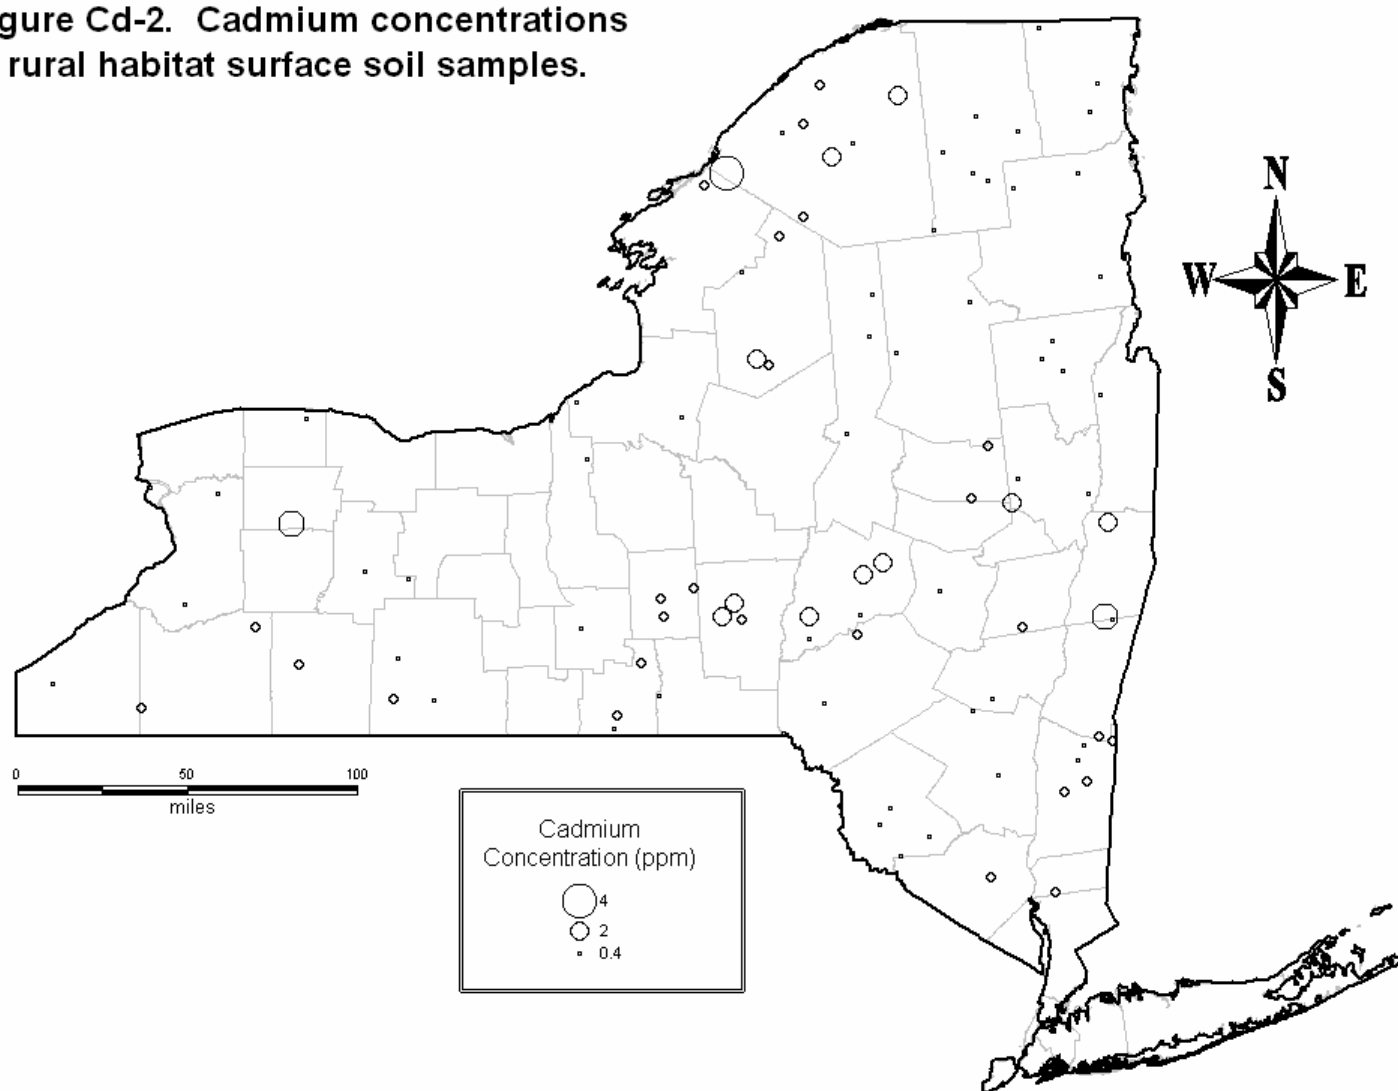 gure Cd-2. Cadmium concentrations
rural habitat surface soil samples.
N
W E
S
0 50 100
miles
Cadmium
Concentration (ppm)
4
2
0.4